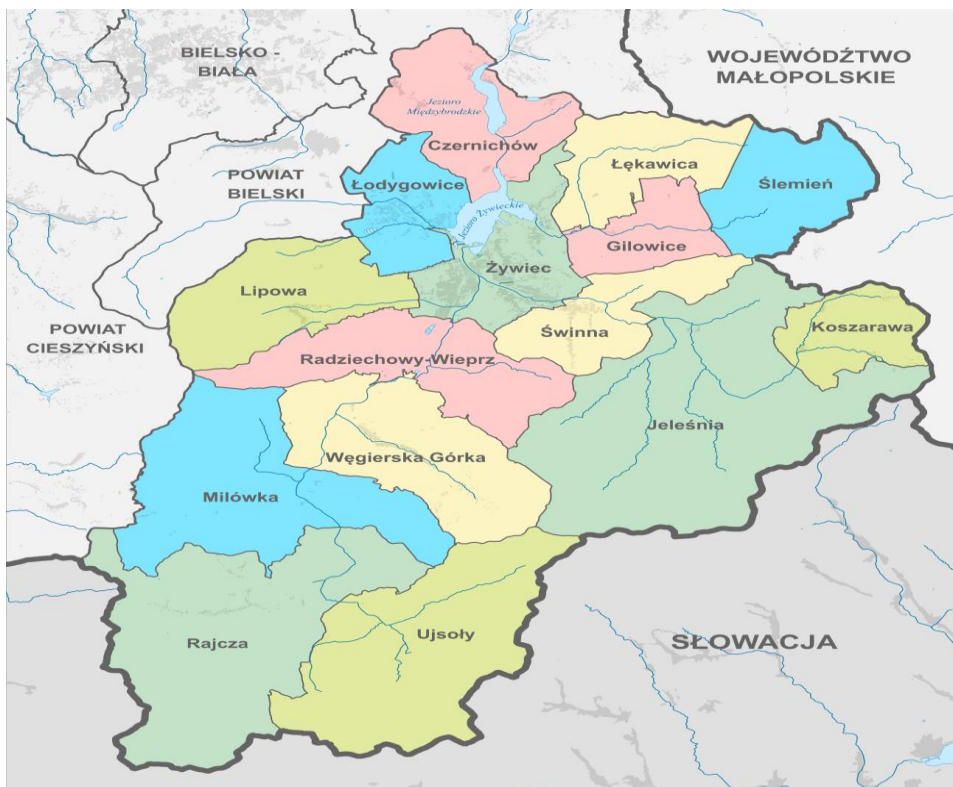 BIELSKO -
BIAŁA
WOJEWÓDZTWO
MAŁOPOLSKIE
Jezioro
Międzybrodzkie
Czernichów
Łękawica
POWIAT
BIELSKI
Łodygowice
Ślemień
Jezioro Żywieckie
Gilowice
Żywiec
Lipowa
POWIAT
CIESZYŃSKI
Świnna
Koszarawa
Radziechowy-Wieprz
Jeleśnia
Węgierska Górka
Milówka
Rajcza
Ujsoły
SŁOWACJA